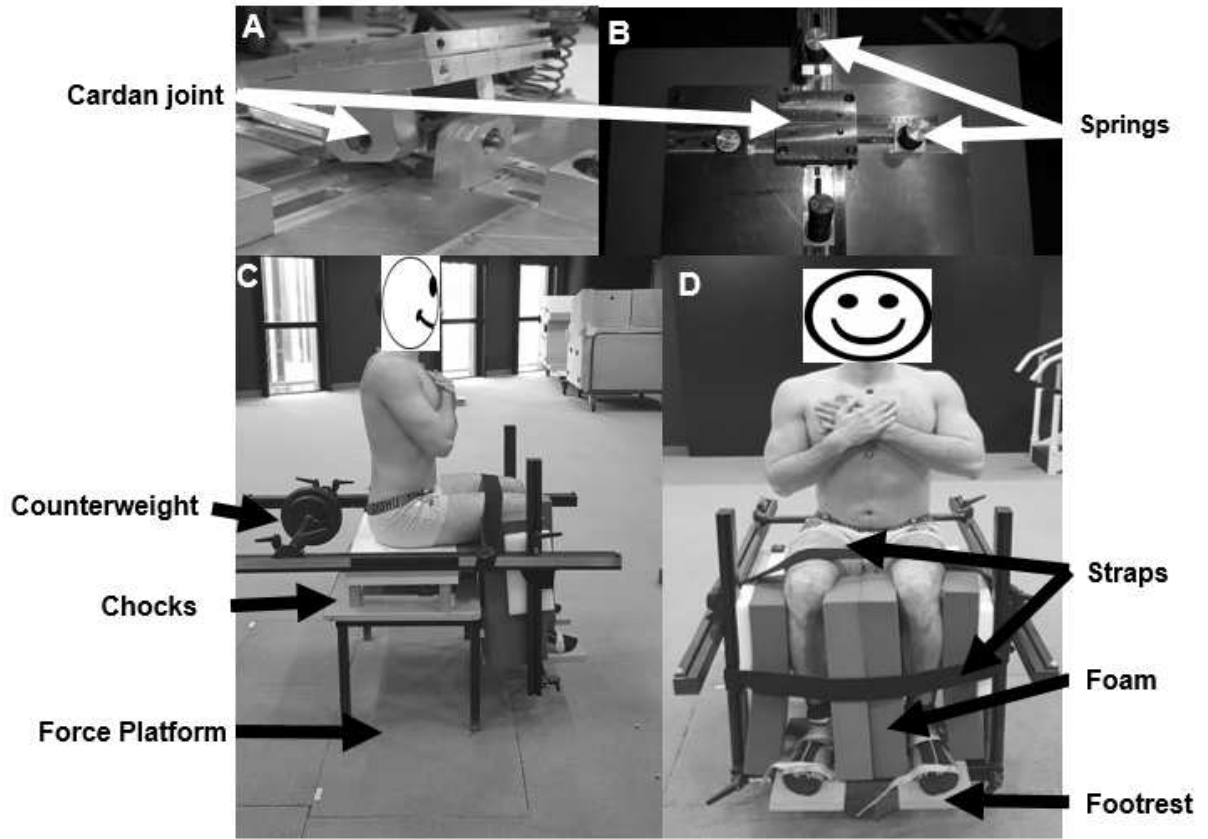 A
B
Cardan joint
Springs
C
D
Counterweight
Chocks
Straps
Foam
Force Platform
Footrest